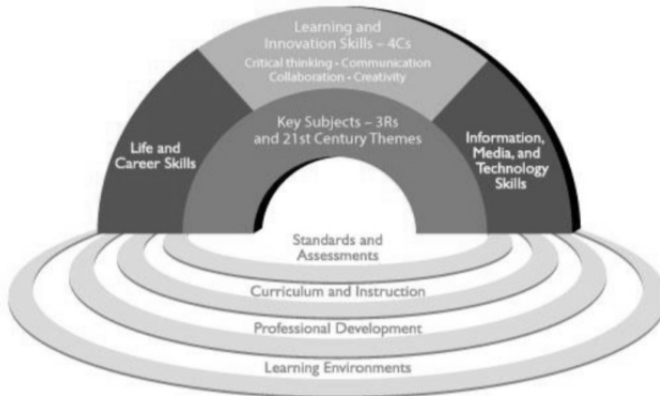 Learning and
Innovation Skills – 4Cs
Critical thinking • Communication
Collaboration • Creativity
Key Subjects – 3Rs
and 21st Century Themes
Life and
Career Skills
Information,
Media, and
Technology
Skills
Standards and
Assessments
Curriculum and Instruction
Professional Development
Learning Environments